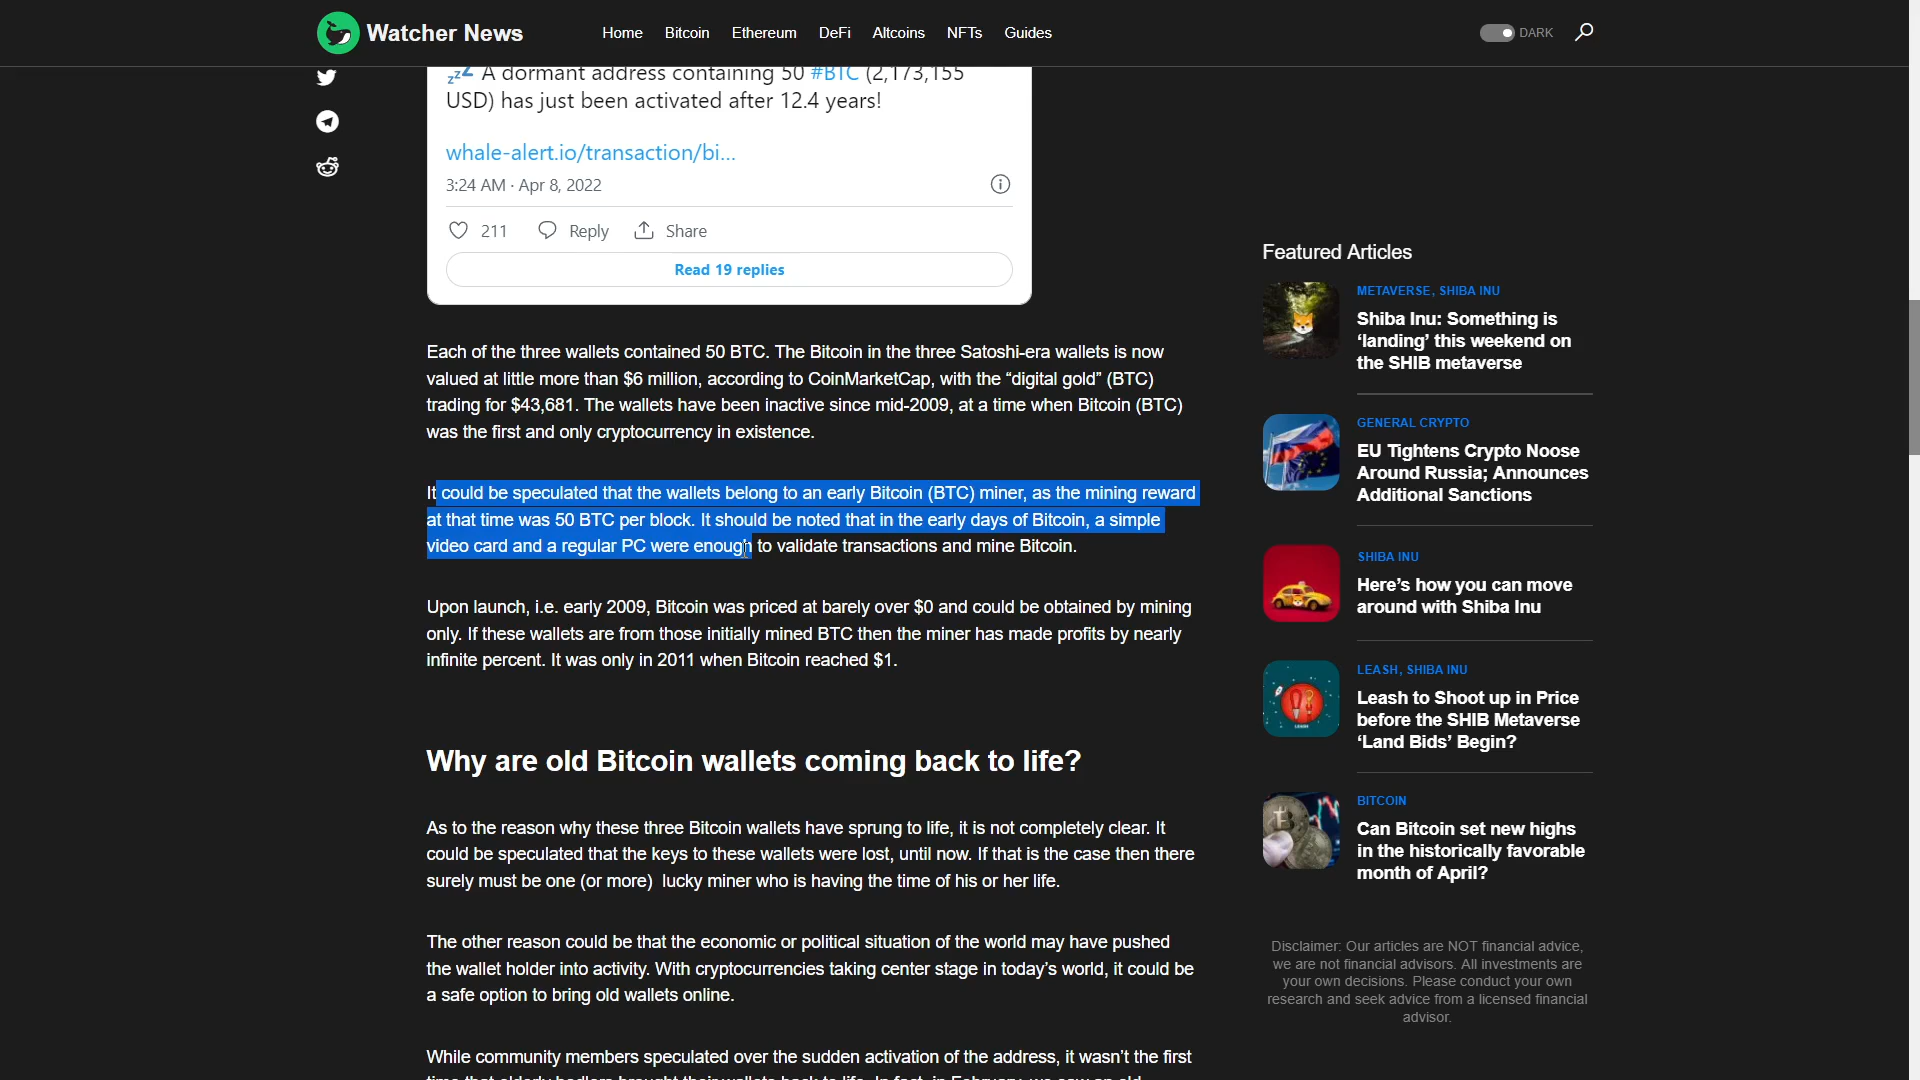 Watcher News
Home Bitcoin Ethereum DeFi Altcoins NFTs Guides
DARK
zzZ A dormant address containing 50 #BTC (2,173,155
USD) has just been activated after 12.4 years!
whale-alert.io/transaction/bi...
3:24 AM · Apr 8, 2022
211 Reply Share
Read 19 replies
Each of the three wallets contained 50 BTC. The Bitcoin in the three Satoshi-era wallets is now
valued at little more than $6 million, according to CoinMarketCap, with the “digital gold” (BTC)
trading for $43,681. The wallets have been inactive since mid-2009, at a time when Bitcoin (BTC)
was the first and only cryptocurrency in existence.
It could be speculated that the wallets belong to an early Bitcoin (BTC) miner, as the mining reward
at that time was 50 BTC per block. It should be noted that in the early days of Bitcoin, a simple
video card and a regular PC were enough to validate transactions and mine Bitcoin.
Upon launch, i.e. early 2009, Bitcoin was priced at barely over $0 and could be obtained by mining
only. If these wallets are from those initially mined BTC then the miner has made profits by nearly
infinite percent. It was only in 2011 when Bitcoin reached $1.
Why are old Bitcoin wallets coming back to life?
As to the reason why these three Bitcoin wallets have sprung to life, it is not completely clear. It
could be speculated that the keys to these wallets were lost, until now. If that is the case then there
surely must be one (or more) lucky miner who is having the time of his or her life.
The other reason could be that the economic or political situation of the world may have pushed
the wallet holder into activity. With cryptocurrencies taking center stage in today’s world, it could be
a safe option to bring old wallets online.
While community members speculated over the sudden activation of the address, it wasn’t the first
Featured Articles
METAVERSE, SHIBA INU
Shiba Inu: Something is
‘landing’ this weekend on
the SHIB metaverse
GENERAL CRYPTO
EU Tightens Crypto Noose
Around Russia; Announces
Additional Sanctions
SHIBA INU
Here’s how you can move
around with Shiba Inu
LEASH, SHIBA INU
Leash to Shoot up in Price
before the SHIB Metaverse
‘Land Bids’ Begin?
BITCOIN
Can Bitcoin set new highs
in the historically favorable
month of April?
Disclaimer: Our articles are NOT financial advice,
we are not financial advisors. All investments are
your own decisions. Please conduct your own
research and seek advice from a licensed financial
advisor.